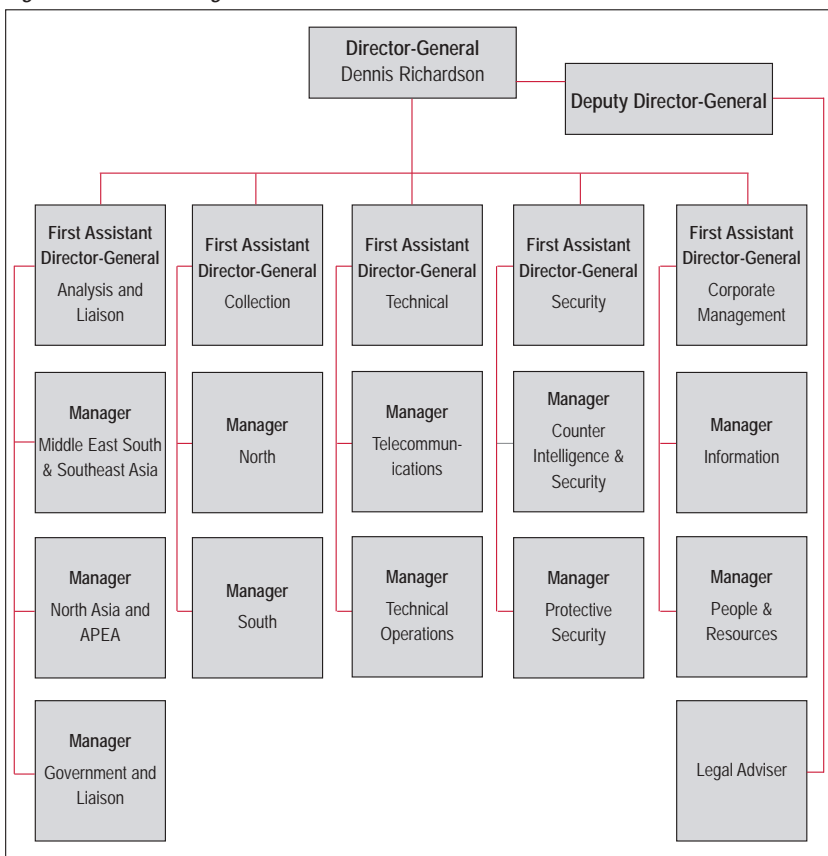 Director-General
Dennis Richardson
Deputy Director-General
First Assistant
Director-General
Analysis and
Liaison
First Assistant
Director-General
Collection
First Assistant
Director-General
Technical
First Assistant
Director-General
Security
First Assistant
Director-General
Corporate
Management
Manager
Middle East South
& Southeast Asia
Manager
North
Manager
Telecommun-
ications
Manager
Counter
Intelligence &
Security
Manager
Information
Manager
North Asia and
APEA
Manager
South
Manager
Technical
Operations
Manager
Protective
Security
Manager
People &
Resources
Manager
Government and
Liaison
Legal Adviser